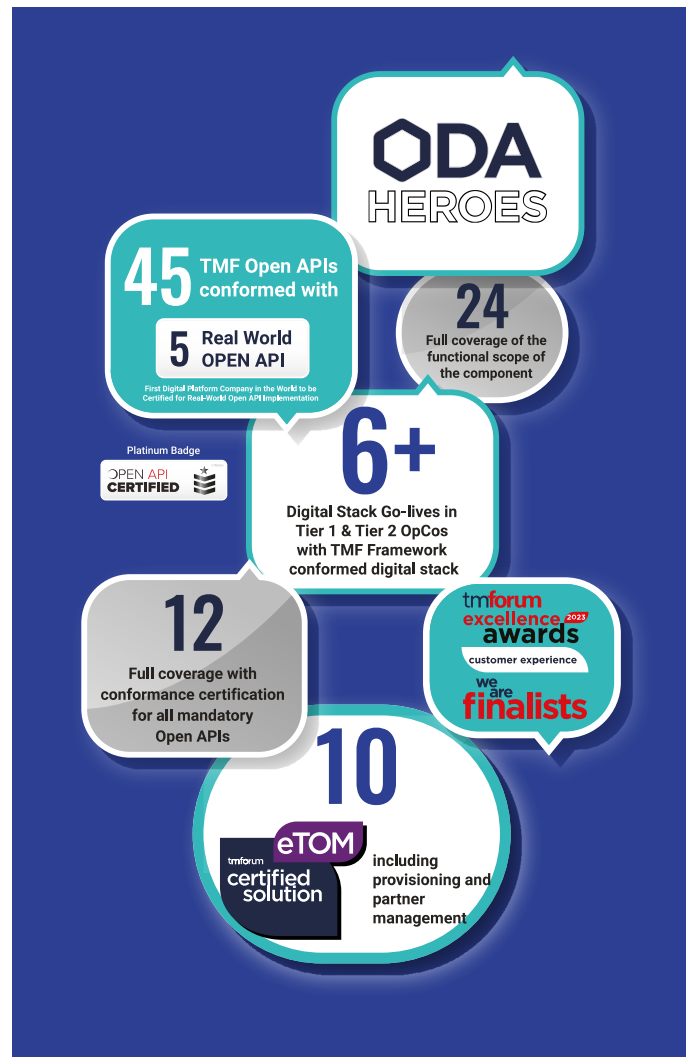 ODA
HEROES
45 TMF Open APIs
conformed with
5 Real World
OPEN API
First Digital Platform Company in the World to be
Certified for Real-World Open API Implementation
24
Full coverage of the
functional scope of
the component
Platinum Badge
OPEN API
CERTIFIED
6+
Digital Stack Go-lives in
Tier 1 & Tier 2 OpCos
with TMF Framework
conformed digital stack
12
Full coverage with
conformance certification
for all mandatory
Open APIs
tmforum
excellence 2023
awards
customer experience
we
are
finalists
10
eTOM
tmforum
certified
solution
including
provisioning and
partner
management